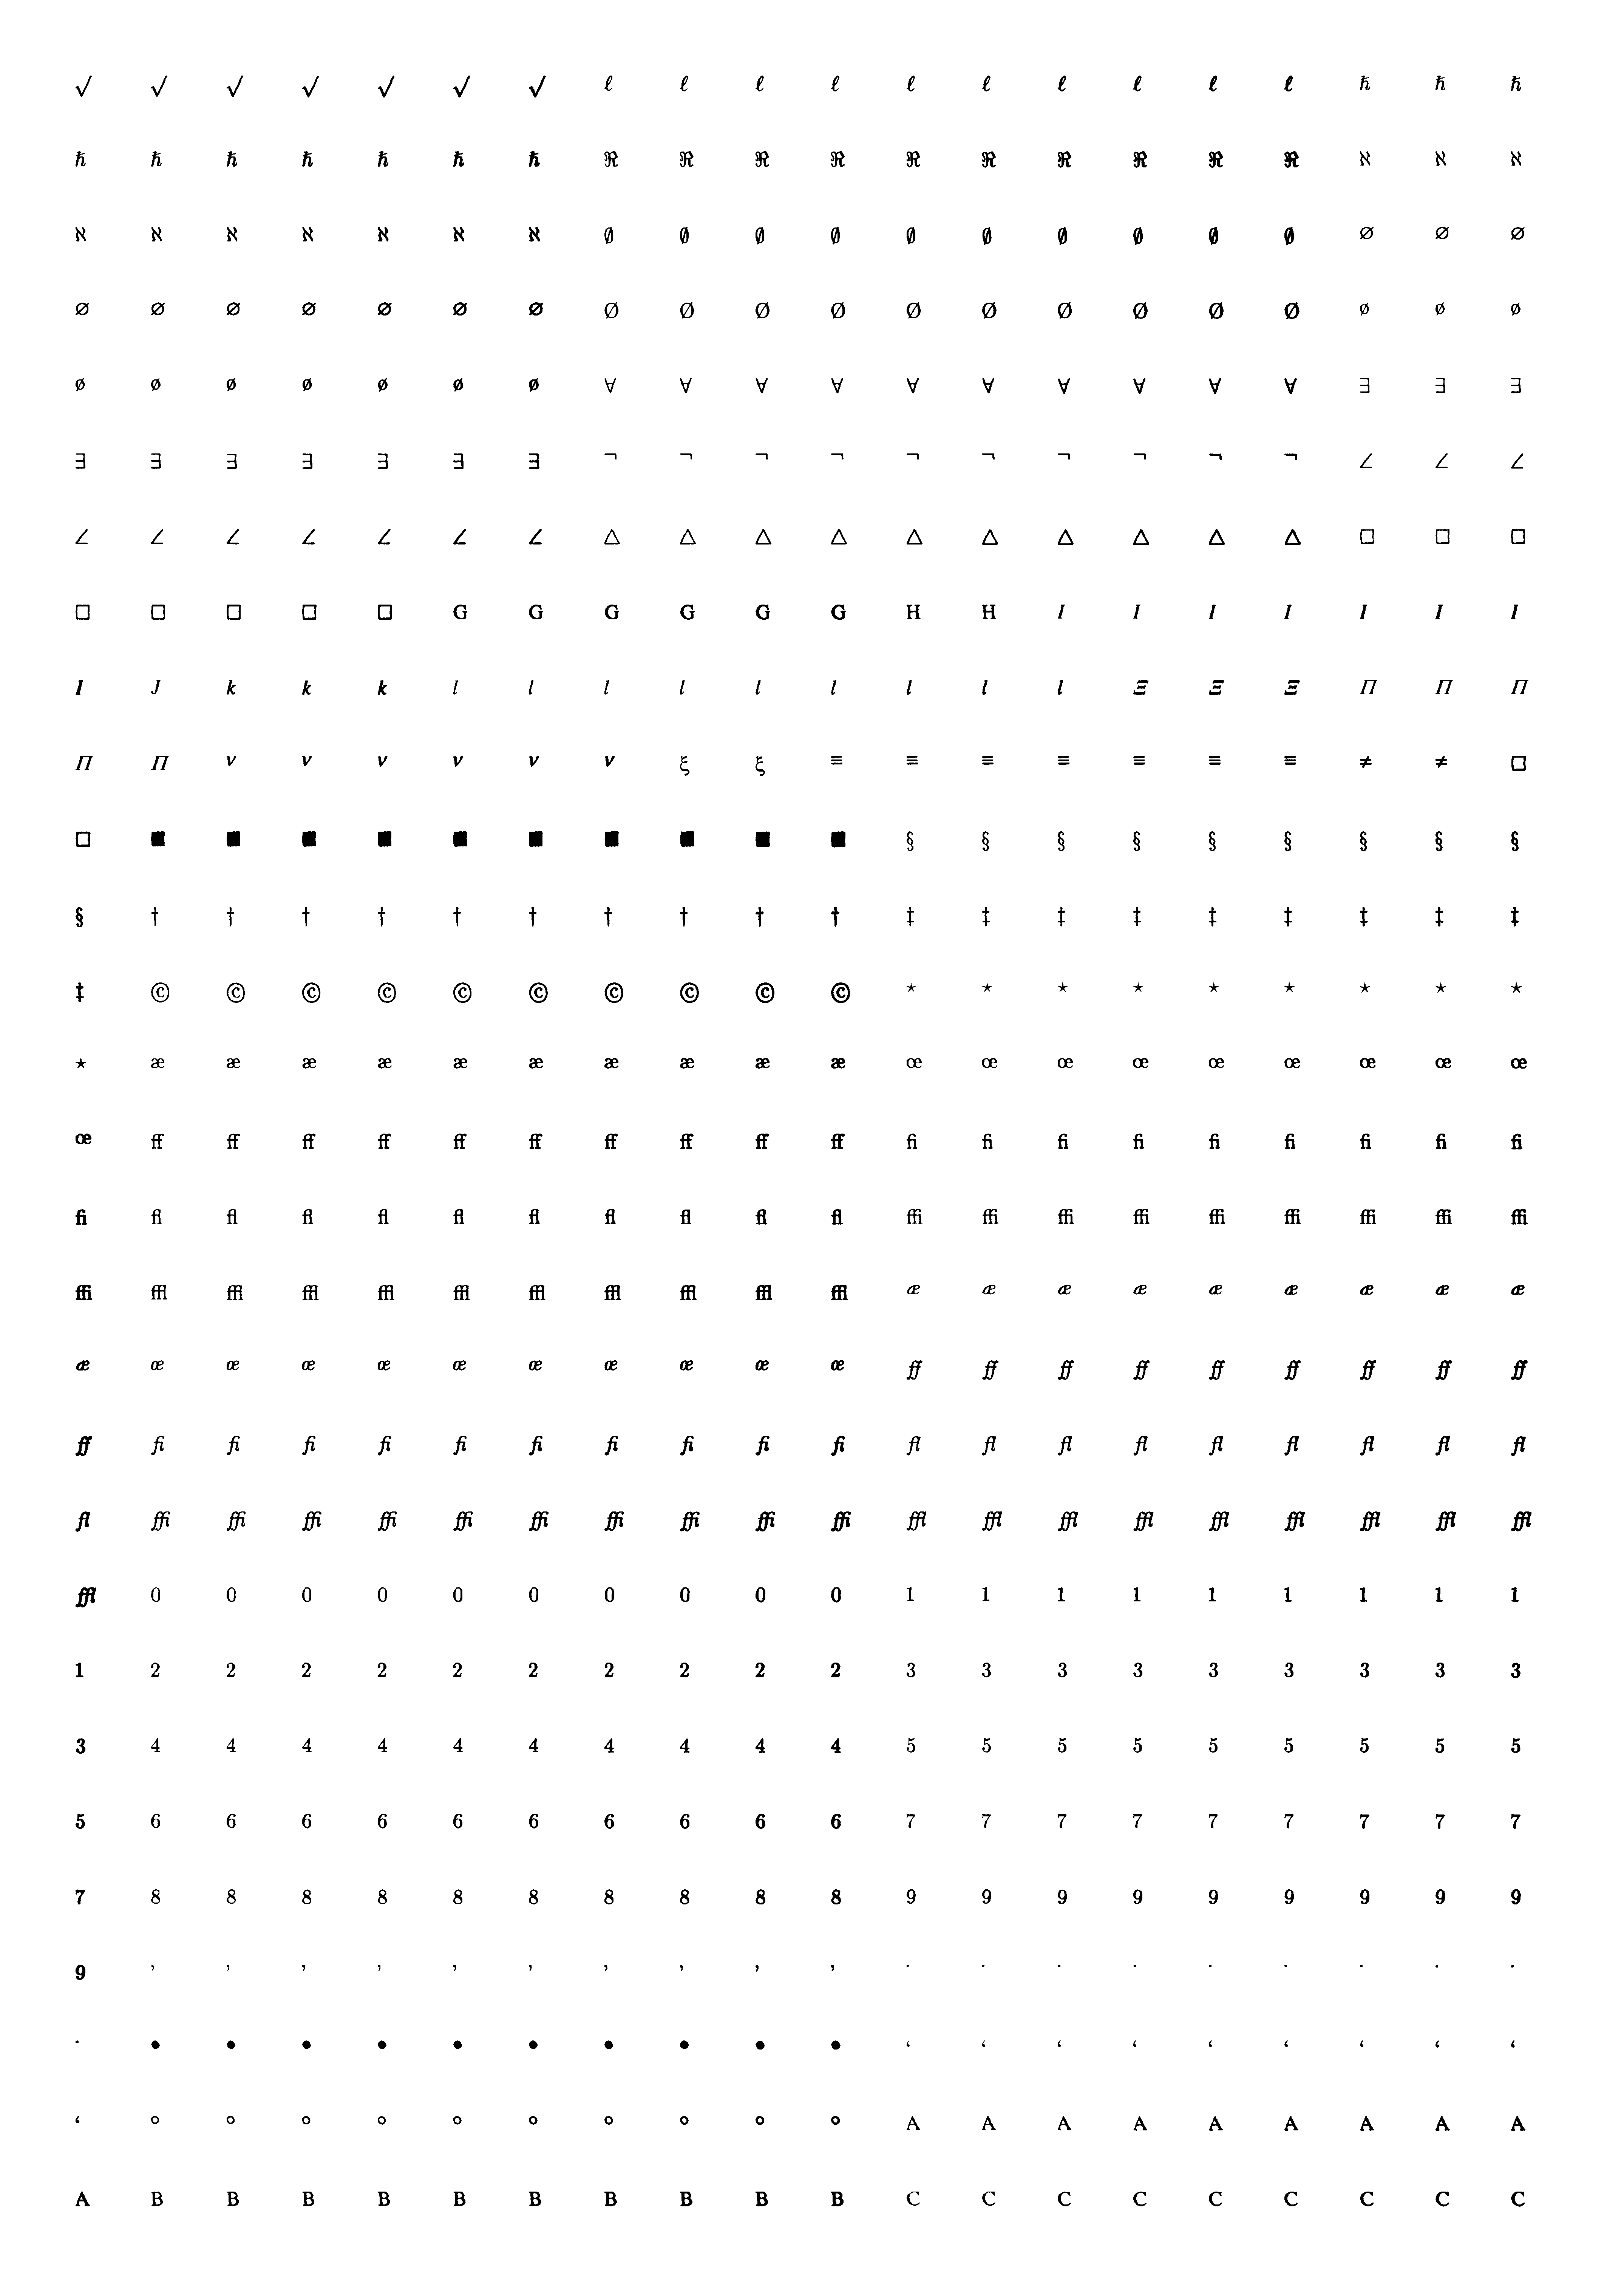 √ √ √ √ √ √ √ ℓ ℓ ℓ ℓ ℓ ℓ ℓ ℓ ℓ ℓ ℏ ℏ ℏ
ℏ ℏ ℏ ℏ ℏ ℏ ℏ ℜ ℜ ℜ ℜ ℜ ℜ ℜ ℜ ℜ ℜ ℵ ℵ ℵ
ℵ ℵ ℵ ℵ ℵ ℵ ℵ ∅ ∅ ∅ ∅ ∅ ∅ ∅ ∅ ∅ ∅ ∅ ∅ ∅
∅ ∅ ∅ ∅ ∅ ∅ ∅ Ø Ø Ø Ø Ø Ø Ø Ø Ø Ø ø ø ø
ø ø ø ø ø ø ø ∀ ∀ ∀ ∀ ∀ ∀ ∀ ∀ ∀ ∀ ∃ ∃ ∃
∃ ∃ ∃ ∃ ∃ ∃ ∃ ¬ ¬ ¬ ¬ ¬ ¬ ¬ ¬ ¬ ¬ ∠ ∠ ∠
∠ ∠ ∠ ∠ ∠ ∠ ∠ △ △ △ △ △ △ △ △ △ △ □ □ □
□ □ □ □ □ G G G G G G H H I I I I I I I
I J k k k l l l l l l l l l Ξ Ξ Ξ Π Π Π
Π Π ν ν ν ν ν ν ξ ξ ≡ ≡ ≡ ≡ ≡ ≡ ≡ ≠ ≠ □
□ ■ ■ ■ ■ ■ ■ ■ ■ ■ ■ § § § § § § § § §
§ † † † † † † † † † † ‡ ‡ ‡ ‡ ‡ ‡ ‡ ‡ ‡
‡ © © © © © © © © © © ⋆ ⋆ ⋆ ⋆ ⋆ ⋆ ⋆ ⋆ ⋆
⋆ æ æ æ æ æ æ æ æ æ æ œ œ œ œ œ œ œ œ œ
œ ff ff ff ff ff ff ff ff ff ff fi fi fi fi fi fi fi fi fi
fi fl fl fl fl fl fl fl fl fl fl ffi ffi ffi ffi ffi ffi ffi ffi ffi
ffi ffl ffl ffl ffl ffl ffl ffl ffl ffl ffl æ æ æ æ æ æ æ æ æ
æ œ œ œ œ œ œ œ œ œ œ ff ff ff ff ff ff ff ff ff
ff fi fi fi fi fi fi fi fi fi fi fl fl fl fl fl fl fl fl fl
fl ffi ffi ffi ffi ffi ffi ffi ffi ffi ffi ffl ffl ffl ffl ffl ffl ffl ffl ffl
ffl 0 0 0 0 0 0 0 0 0 0 1 1 1 1 1 1 1 1 1
1 2 2 2 2 2 2 2 2 2 2 3 3 3 3 3 3 3 3 3
3 4 4 4 4 4 4 4 4 4 4 5 5 5 5 5 5 5 5 5
5 6 6 6 6 6 6 6 6 6 6 7 7 7 7 7 7 7 7 7
7 8 8 8 8 8 8 8 8 8 8 9 9 9 9 9 9 9 9 9
9 , , , , , , , , , , . . . . . . . . .
. • • • • • • • • • • ‘ ‘ ‘ ‘ ‘ ‘ ‘ ‘ ‘
‘ ∘ ∘ ∘ ∘ ∘ ∘ ∘ ∘ ∘ ∘ A A A A A A A A A
A B B B B B B B B B B C C C C C C C C C